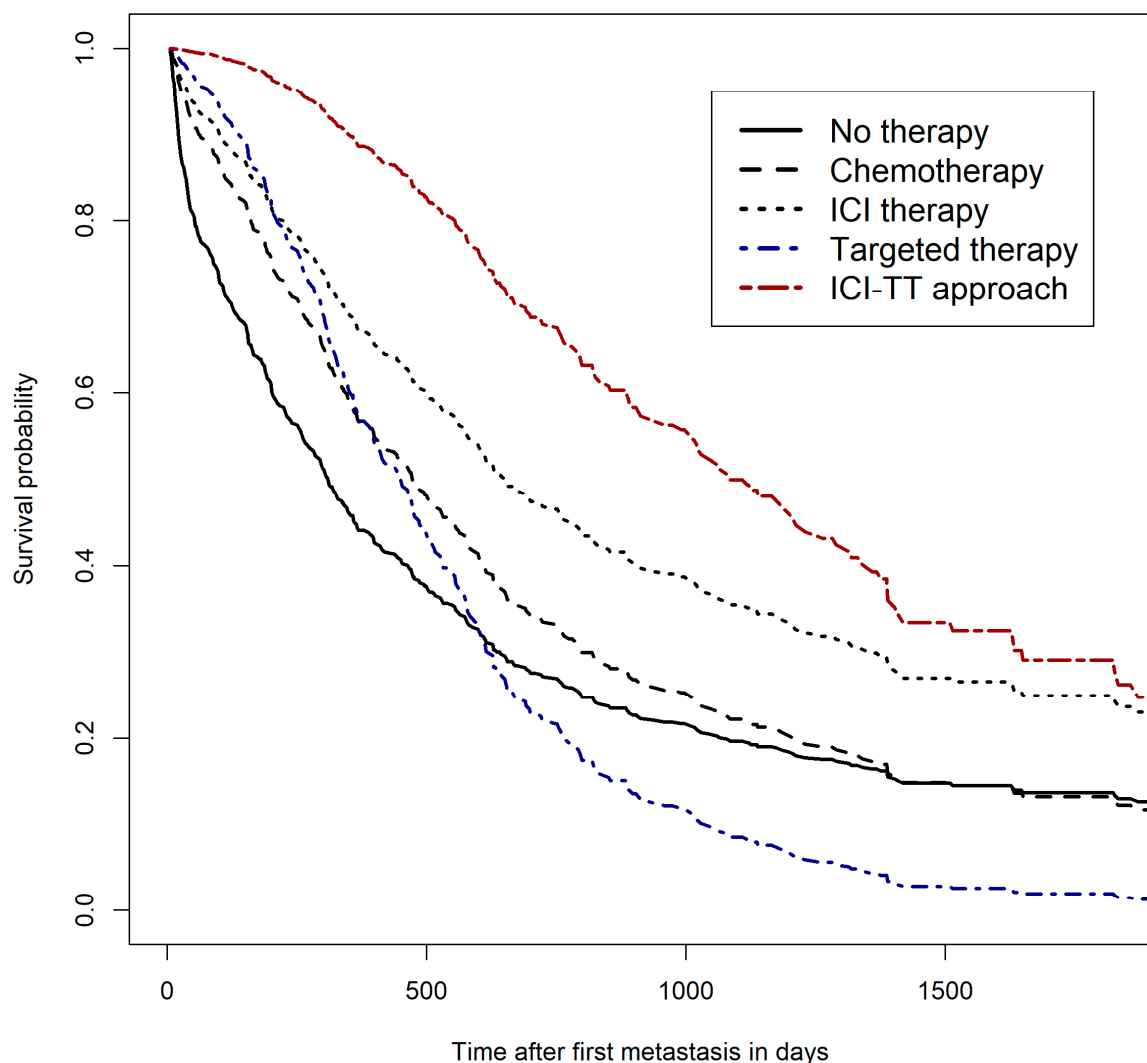 Survival probability
1.0
0.8
0.6
0.4
0.2
0.0
No therapy
Chemotherapy
ICI therapy
Targeted therapy
ICI-TT approach
0 500 1000 1500
Time after first metastasis in days